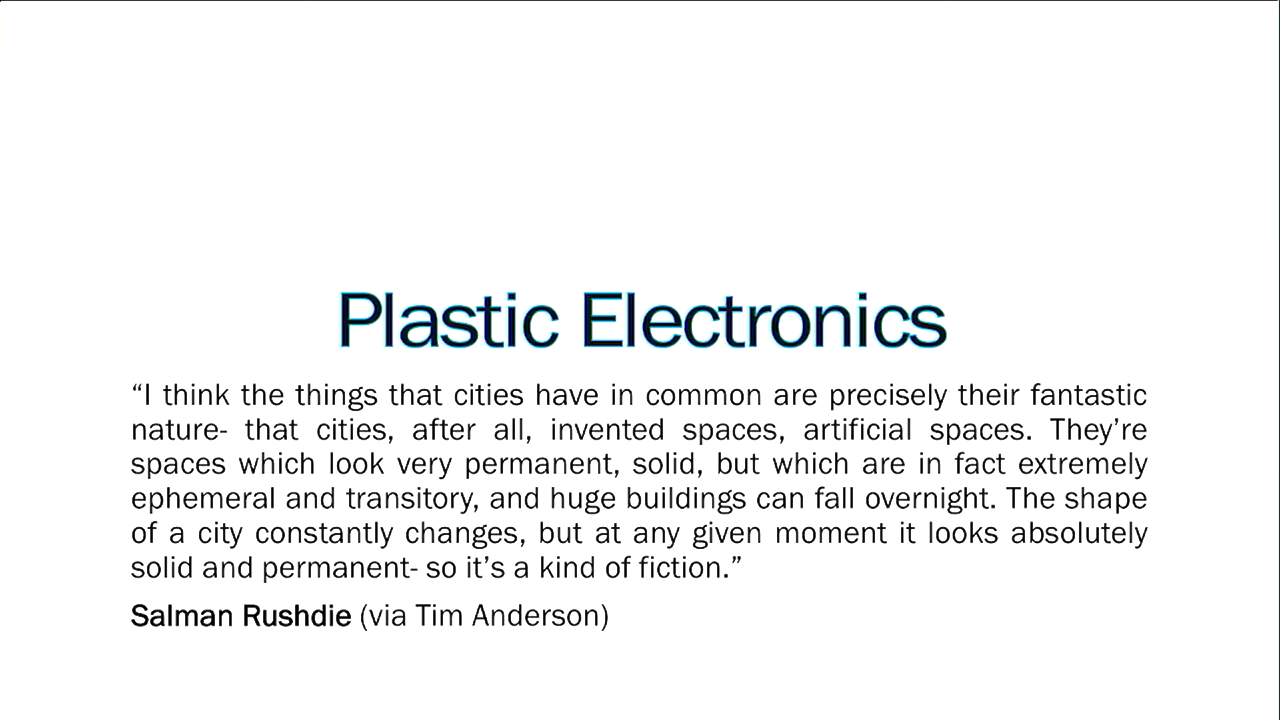 Plastic Electronics
“I think the things that cities have in common are precisely their fantastic
nature- that cities, after all, invented spaces, artificial spaces. They’re
spaces which look very permanent, solid, but which are in fact extremely
ephemeral and transitory, and huge buildings can fall overnight. The shape
of a city constantly changes, but at any given moment it looks absolutely
solid and permanent- so it’s a kind of fiction.”
Salman Rushdie (via Tim Anderson)